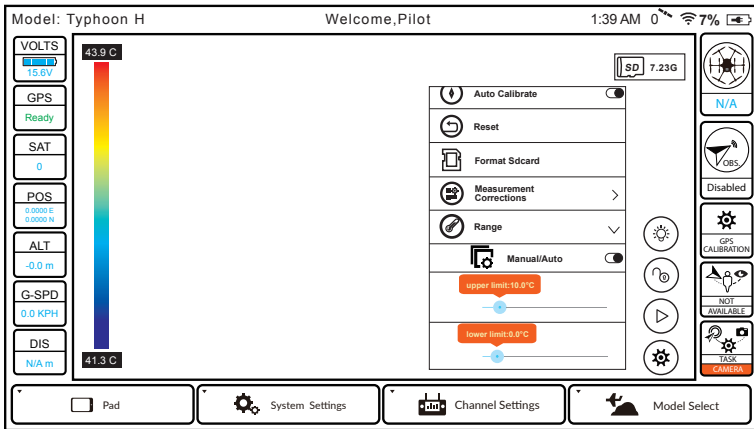 Model: Typhoon H
Welcome,Pilot
1:39 AM
0
7%
VOLTS
15.6V
GPS
Ready
SAT
0
POS
0.0000 E
0.0000 N
ALT
-0.0 m
G-SPD
0.0 KPH
DIS
N/A m
43.9 C
41.3 C
SD 7.23G
Auto Calibrate
Reset
Format Sdcard
Measurement
Corrections
Range
Manual/Auto
upper limit:10.0°C
lower limit:0.0°C
N/A
OBS.
Disabled
GPS
CALIBRATION
NOT
AVAILABLE
TASK
CAMERA
Pad
System Settings
Channel Settings
Model Select